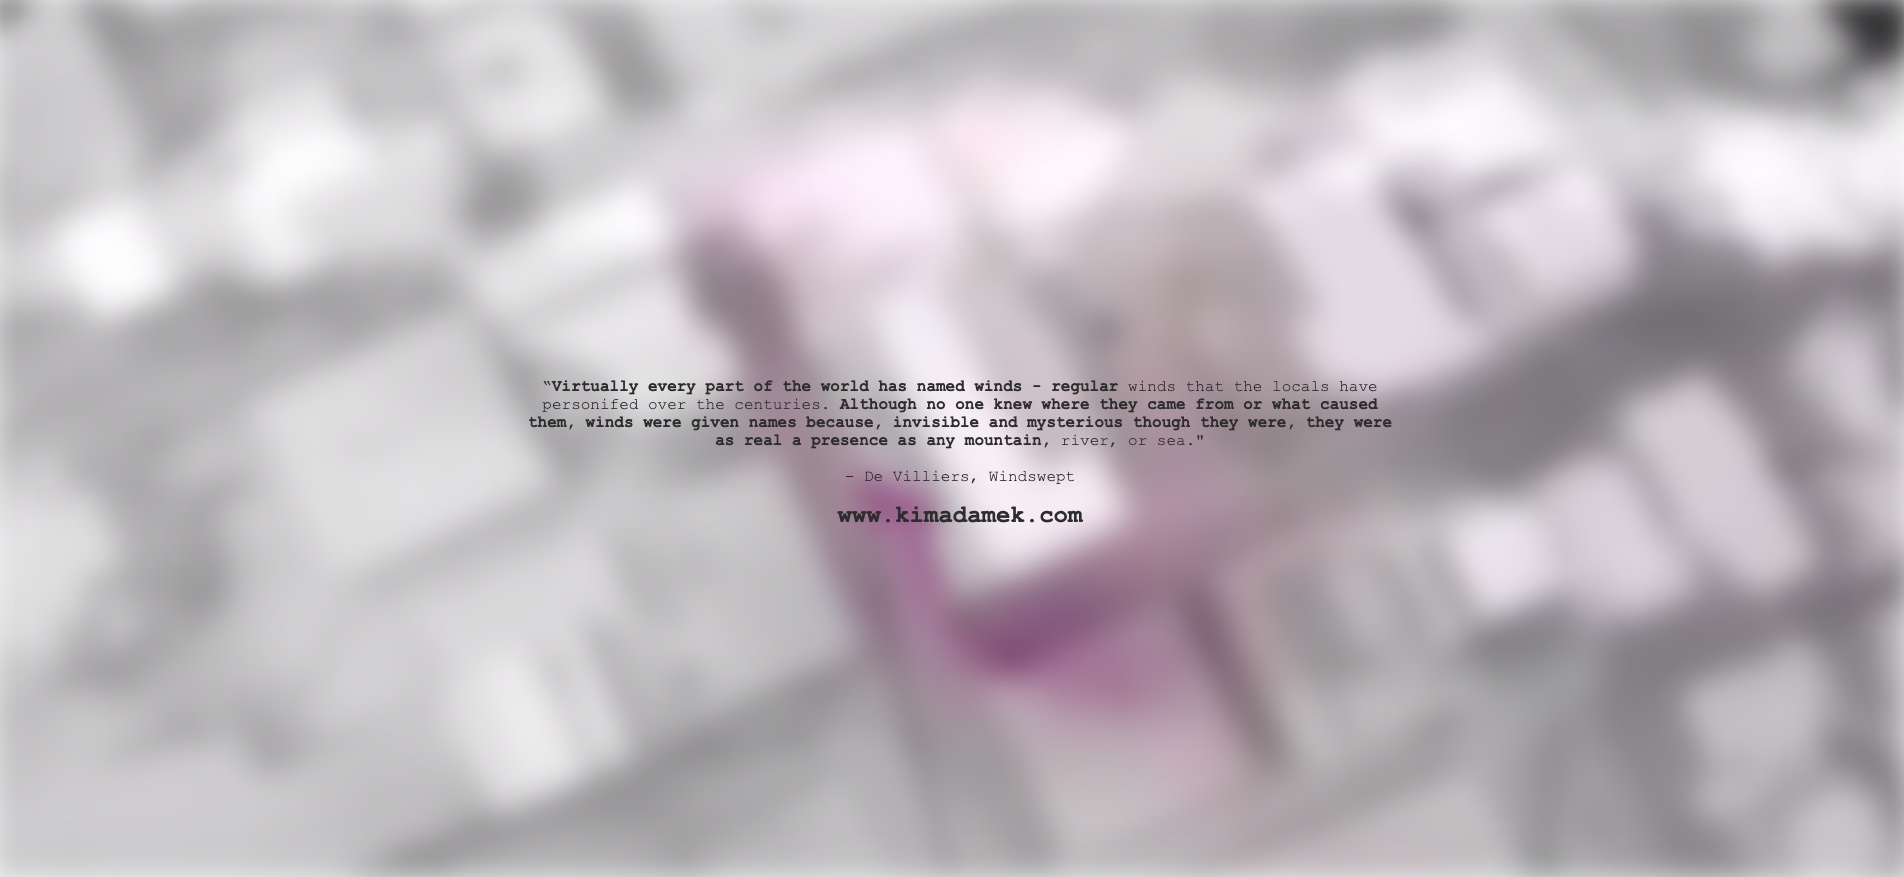 “Virtually every part of the world has named winds - regular winds that the locals have
personifed over the centuries. Although no one knew where they came from or what caused
them, winds were given names because, invisible and mysterious though they were, they were
as real a presence as any mountain, river, or sea."
- De Villiers, Windswept
www.kimadamek.com